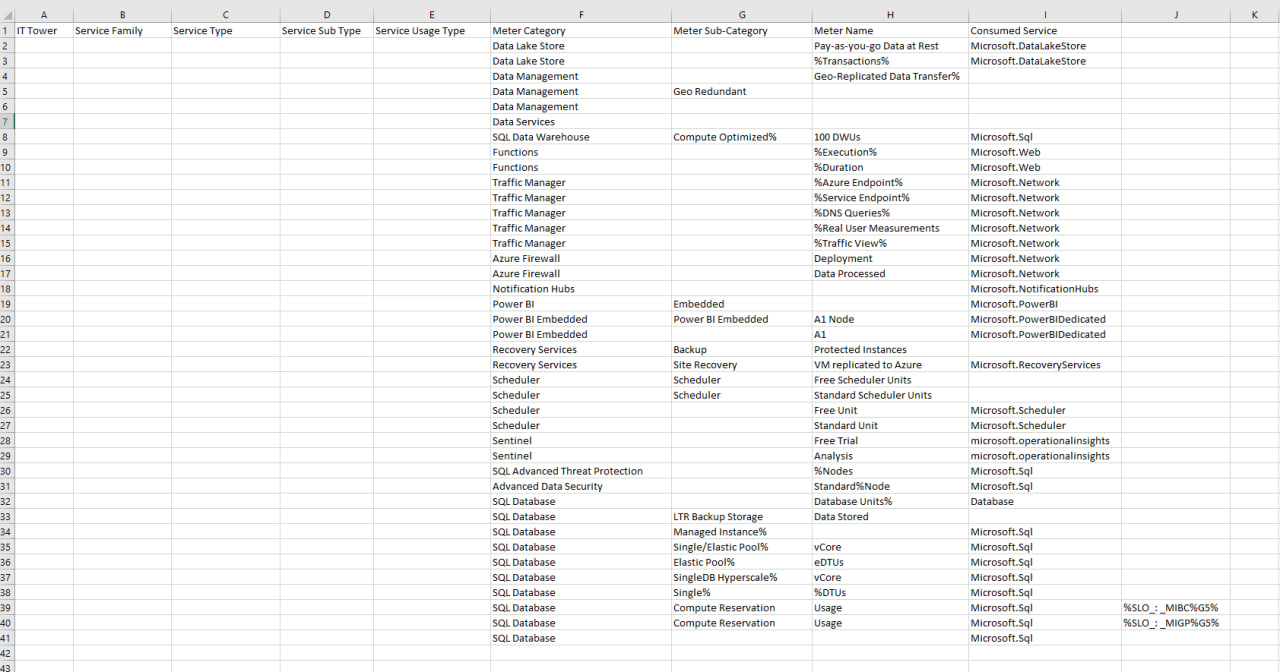 A B C D E F G H I J K
1 IT Tower Service Family Service Type Service Sub Type Service Usage Type Meter Category Meter Sub-Category Meter Name Consumed Service
2 Data Lake Store Pay-as-you-go Data at Rest Microsoft.DataLakeStore
3 Data Lake Store %Transactions% Microsoft.DataLakeStore
4 Data Management Geo-Replicated Data Transfer%
5 Data Management Geo Redundant
6 Data Management
7 Data Services
8 SQL Data Warehouse Compute Optimized% 100 DWUs Microsoft.Sql
9 Functions %Execution% Microsoft.Web
10 Functions %Duration Microsoft.Web
11 Traffic Manager %Azure Endpoint% Microsoft.Network
12 Traffic Manager %Service Endpoint% Microsoft.Network
13 Traffic Manager %DNS Queries% Microsoft.Network
14 Traffic Manager %Real User Measurements Microsoft.Network
15 Traffic Manager %Traffic View% Microsoft.Network
16 Azure Firewall Deployment Microsoft.Network
17 Azure Firewall Data Processed Microsoft.Network
18 Notification Hubs Microsoft.NotificationHubs
19 Power BI Embedded Microsoft.PowerBI
20 Power BI Embedded Power BI Embedded A1 Node Microsoft.PowerBIDedicated
21 Power BI Embedded A1 Microsoft.PowerBIDedicated
22 Recovery Services Backup Protected Instances
23 Recovery Services Site Recovery VM replicated to Azure Microsoft.RecoveryServices
24 Scheduler Scheduler Free Scheduler Units
25 Scheduler Scheduler Standard Scheduler Units
26 Scheduler Free Unit Microsoft.Scheduler
27 Scheduler Standard Unit Microsoft.Scheduler
28 Sentinel Free Trial microsoft.operationalinsights
29 Sentinel Analysis microsoft.operationalinsights
30 SQL Advanced Threat Protection %Nodes Microsoft.Sql
31 Advanced Data Security Standard%Node Microsoft.Sql
32 SQL Database Database Units% Database
33 SQL Database LTR Backup Storage Data Stored
34 SQL Database Managed Instance% Microsoft.Sql
35 SQL Database Single/Elastic Pool% vCore Microsoft.Sql
36 SQL Database Elastic Pool% eDTUs Microsoft.Sql
37 SQL Database SingleDB Hyperscale% vCore Microsoft.Sql
38 SQL Database Single% %DTUs Microsoft.Sql
39 SQL Database Compute Reservation Usage Microsoft.Sql %SLO_:_MIBC%G5%
40 SQL Database Compute Reservation Usage Microsoft.Sql %SLO_:_MIGP%G5%
41 SQL Database Microsoft.Sql
42
43